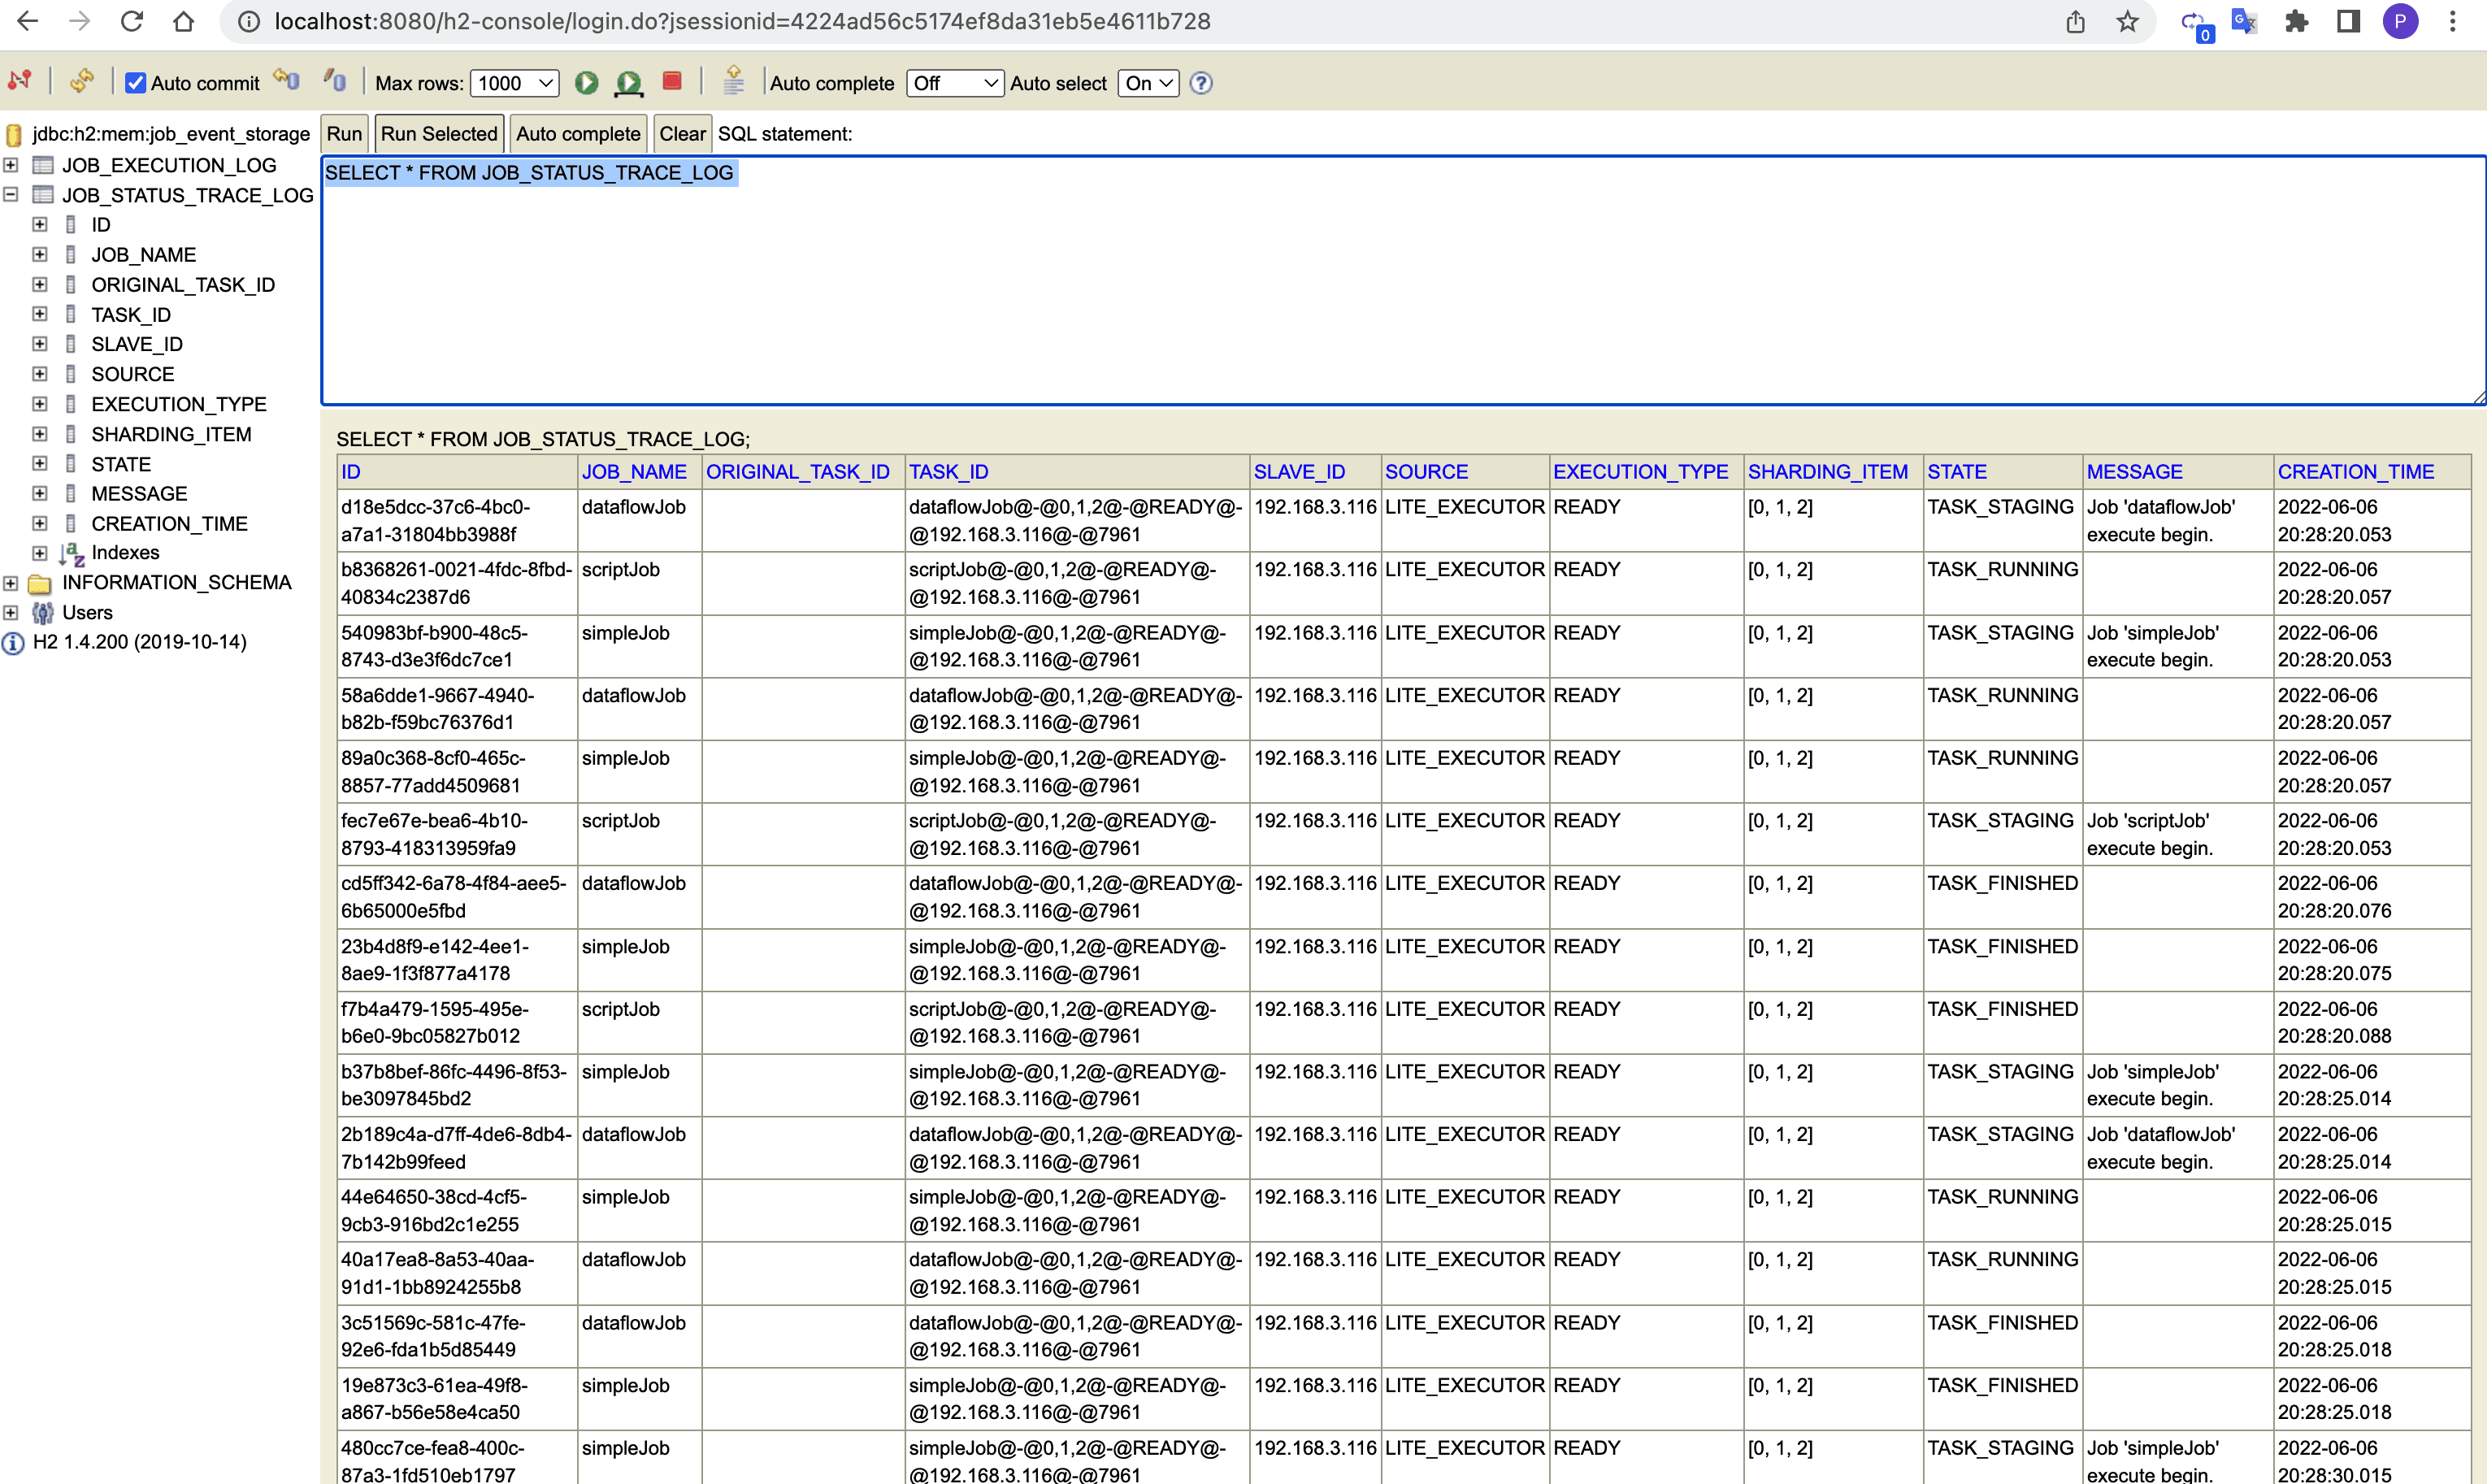 localhost:8080/h2-console/login.do?jsessionid=4224ad56c5174ef8da31eb5e4611b728
0
P
Auto commit Max rows: 1000 Auto complete Off Auto select On
jdbc:h2:mem:job_event_storage
JOB_EXECUTION_LOG
JOB_STATUS_TRACE_LOG
ID
JOB_NAME
ORIGINAL_TASK_ID
TASK_ID
SLAVE_ID
SOURCE
EXECUTION_TYPE
SHARDING_ITEM
STATE
MESSAGE
CREATION_TIME
Indexes
INFORMATION_SCHEMA
Users
H2 1.4.200 (2019-10-14)
Run Run Selected Auto complete Clear SQL statement:
SELECT * FROM JOB_STATUS_TRACE_LOG
SELECT * FROM JOB_STATUS_TRACE_LOG;
ID JOB_NAME ORIGINAL_TASK_ID TASK_ID SLAVE_ID SOURCE EXECUTION_TYPE SHARDING_ITEM STATE MESSAGE CREATION_TIME
d18e5dcc-37c6-4bc0- dataflowJob dataflowJob@-@0,1,2@-@READY@- 192.168.3.116 LITE_EXECUTOR READY [0, 1, 2] TASK_STAGING Job 'dataflowJob' 2022-06-06
a7a1-31804bb3988f @192.168.3.116@-@7961 execute begin. 20:28:20.053
b8368261-0021-4fdc-8fbd- scriptJob scriptJob@-@0,1,2@-@READY@- 192.168.3.116 LITE_EXECUTOR READY [0, 1, 2] TASK_RUNNING 2022-06-06
40834c2387d6 @192.168.3.116@-@7961 20:28:20.057
540983bf-b900-48c5- simpleJob simpleJob@-@0,1,2@-@READY@- 192.168.3.116 LITE_EXECUTOR READY [0, 1, 2] TASK_STAGING Job 'simpleJob' 2022-06-06
8743-d3e3f6dc7ce1 @192.168.3.116@-@7961 execute begin. 20:28:20.053
58a6dde1-9667-4940- dataflowJob dataflowJob@-@0,1,2@-@READY@- 192.168.3.116 LITE_EXECUTOR READY [0, 1, 2] TASK_RUNNING 2022-06-06
b82b-f59bc76376d1 @192.168.3.116@-@7961 20:28:20.057
89a0c368-8cf0-465c- simpleJob simpleJob@-@0,1,2@-@READY@- 192.168.3.116 LITE_EXECUTOR READY [0, 1, 2] TASK_RUNNING 2022-06-06
8857-77add4509681 @192.168.3.116@-@7961 20:28:20.057
fec7e67e-bea6-4b10- scriptJob scriptJob@-@0,1,2@-@READY@- 192.168.3.116 LITE_EXECUTOR READY [0, 1, 2] TASK_STAGING Job 'scriptJob' 2022-06-06
8793-418313959fa9 @192.168.3.116@-@7961 execute begin. 20:28:20.053
cd5ff342-6a78-4f84-aee5- dataflowJob dataflowJob@-@0,1,2@-@READY@- 192.168.3.116 LITE_EXECUTOR READY [0, 1, 2] TASK_FINISHED 2022-06-06
6b65000e5fbd @192.168.3.116@-@7961 20:28:20.076
23b4d8f9-e142-4ee1- simpleJob simpleJob@-@0,1,2@-@READY@- 192.168.3.116 LITE_EXECUTOR READY [0, 1, 2] TASK_FINISHED 2022-06-06
8ae9-1f3f877a4178 @192.168.3.116@-@7961 20:28:20.075
f7b4a479-1595-495e- scriptJob scriptJob@-@0,1,2@-@READY@- 192.168.3.116 LITE_EXECUTOR READY [0, 1, 2] TASK_FINISHED 2022-06-06
b6e0-9bc05827b012 @192.168.3.116@-@7961 20:28:20.088
b37b8bef-86fc-4496-8f53- simpleJob simpleJob@-@0,1,2@-@READY@- 192.168.3.116 LITE_EXECUTOR READY [0, 1, 2] TASK_STAGING Job 'simpleJob' 2022-06-06
be3097845bd2 @192.168.3.116@-@7961 execute begin. 20:28:25.014
2b189c4a-d7ff-4de6-8db4- dataflowJob dataflowJob@-@0,1,2@-@READY@- 192.168.3.116 LITE_EXECUTOR READY [0, 1, 2] TASK_STAGING Job 'dataflowJob' 2022-06-06
7b142b99feed @192.168.3.116@-@7961 execute begin. 20:28:25.014
44e64650-38cd-4cf5- simpleJob simpleJob@-@0,1,2@-@READY@- 192.168.3.116 LITE_EXECUTOR READY [0, 1, 2] TASK_RUNNING 2022-06-06
9cb3-916bd2c1e255 @192.168.3.116@-@7961 20:28:25.015
40a17ea8-8a53-40aa- dataflowJob dataflowJob@-@0,1,2@-@READY@- 192.168.3.116 LITE_EXECUTOR READY [0, 1, 2] TASK_RUNNING 2022-06-06
91d1-1bb8924255b8 @192.168.3.116@-@7961 20:28:25.015
3c51569c-581c-47fe- dataflowJob dataflowJob@-@0,1,2@-@READY@- 192.168.3.116 LITE_EXECUTOR READY [0, 1, 2] TASK_FINISHED 2022-06-06
92e6-fda1b5d85449 @192.168.3.116@-@7961 20:28:25.018
19e873c3-61ea-49f8- simpleJob simpleJob@-@0,1,2@-@READY@- 192.168.3.116 LITE_EXECUTOR READY [0, 1, 2] TASK_FINISHED 2022-06-06
a867-b56e58e4ca50 @192.168.3.116@-@7961 20:28:25.018
480cc7ce-fea8-400c- simpleJob simpleJob@-@0,1,2@-@READY@- 192.168.3.116 LITE_EXECUTOR READY [0, 1, 2] TASK_STAGING Job 'simpleJob' 2022-06-06
87a3-1fd510eb1797 @192.168.3.116@-@7961 execute begin. 20:28:30.015